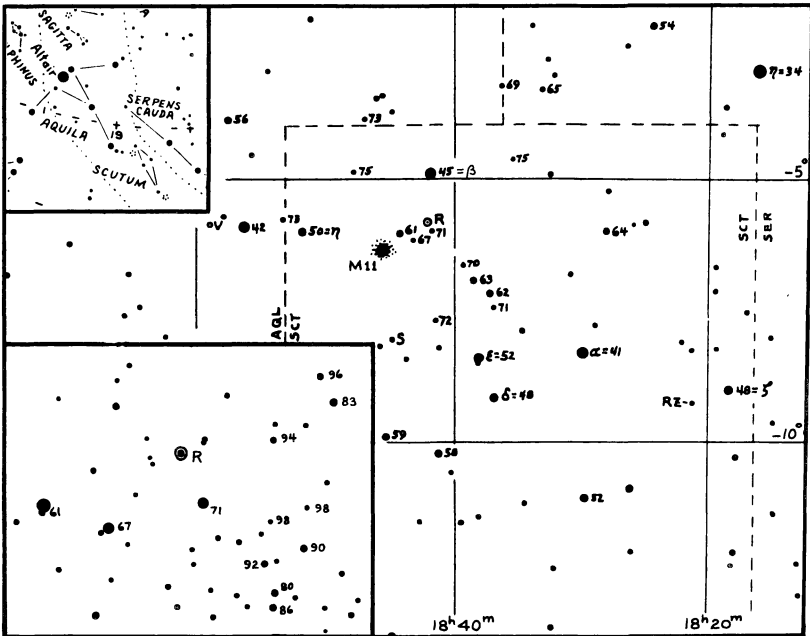 SAGITTA
LPHINUS
Altair
SERPENS
CAUDA
19
AQUILA
SCUTUM
A
54
η=34
69
65
56
73
75
45=β
75
-5°
V
42
73
50=η
61
R
71
67
64
M11
70
63
62
71
SCT
SER
AQL
SCT
72
S
ε=52
α=41
δ=48
48=ζ
RZ-
59
-10°
58
52
18ʰ40ᵐ
18ʰ20ᵐ
96
83
94
R
61
67
71
98
98
90
92
80
86